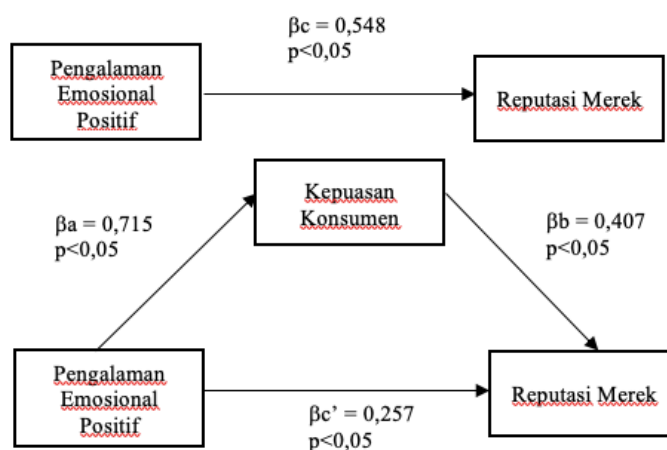 βc = 0,548
p<0,05
Pengalaman
Emosional
Positif
Reputasi Merek
Kepuasan
Konsumen
βa = 0,715
p<0,05
βb = 0,407
p<0,05
Pengalaman
Emosional
Positif
Reputasi Merek
βc’ = 0,257
p<0,05